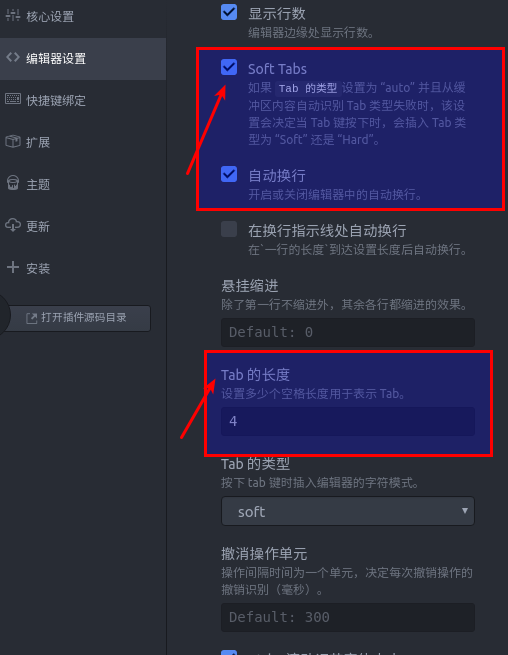 核心设置
编辑器设置
快捷键绑定
扩展
主题
更新
安装
打开插件源码目录
显示行数
编辑器边缘处显示行数。
Soft Tabs
如果 Tab 的类型 设置为 “auto” 并且从缓
冲区内容自动识别 Tab 类型失败时，该设
置会决定当 Tab 键按下时，会插入 Tab 类
型为 “Soft” 还是 “Hard”。
自动换行
开启或关闭编辑器中的自动换行。
在换行指示线处自动换行
在`一行的长度`到达设置长度后自动换行。
悬挂缩进
除了第一行不缩进外，其余各行都缩进的效果。
Default: 0
Tab 的长度
设置多少个空格长度用于表示 Tab。
4
Tab 的类型
按下 tab 键时插入编辑器的字符模式。
soft
撤消操作单元
操作间隔时间为一个单元，决定每次撤销操作的
撤销识别（毫秒）。
Default: 300